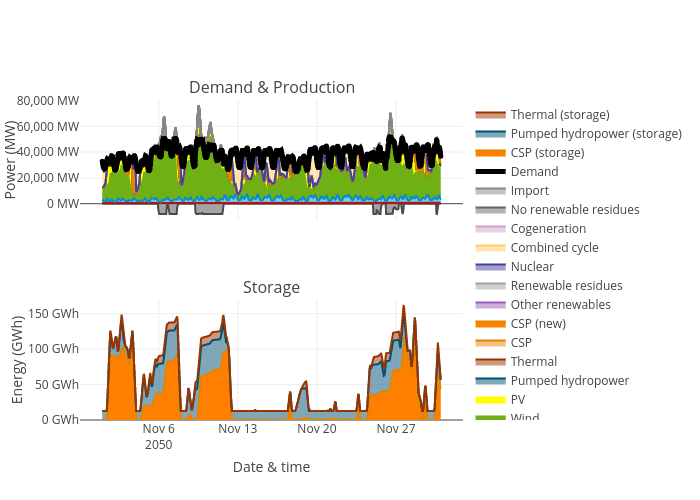 Demand & Production
80,000 MW
60,000 MW
40,000 MW
20,000 MW
0 MW
Power (MW)
Storage
150 GWh
100 GWh
50 GWh
0 GWh
Energy (GWh)
Nov 6
2050
Nov 13
Nov 20
Nov 27
Date & time
Thermal (storage)
Pumped hydropower (storage)
CSP (storage)
Demand
Import
No renewable residues
Cogeneration
Combined cycle
Nuclear
Renewable residues
Other renewables
CSP (new)
CSP
Thermal
Pumped hydropower
PV
Wind